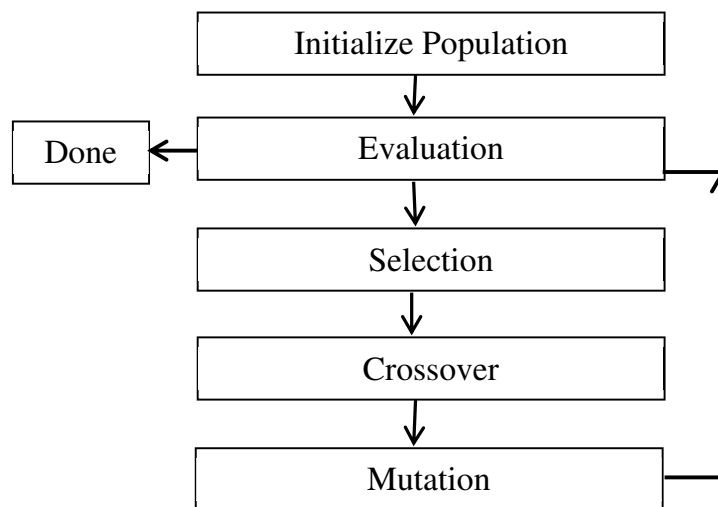 Initialize Population
Done
Evaluation
Selection
Crossover
Mutation